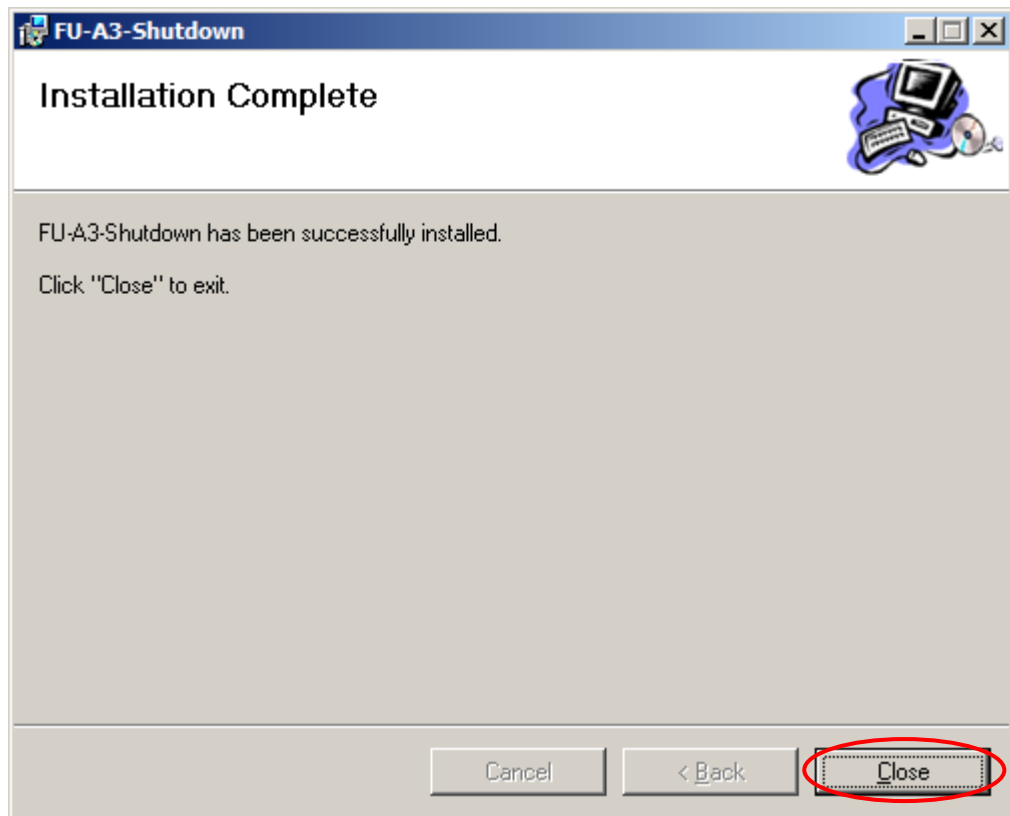 FU-A3-Shutdown
Installation Complete
FU-A3-Shutdown has been successfully installed.
Click "Close" to exit.
Cancel
< Back
Close